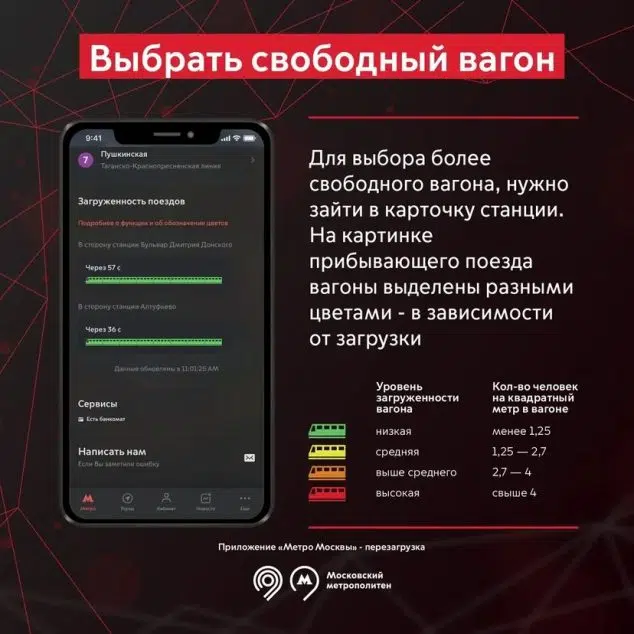 Выбрать свободный вагон
9:41
7
Пушкинская
Таганско-Краснопресненская линия
Загруженность поездов
Подробнее о функции и об обозначение цветов
В сторону станции Бульвар Дмитрия Донского
Через 57 с
В сторону станции Алтуфьево
Через 36 с
Данные обновлены в 11:01:25 AM
Сервисы
Есть банкомат
Написать нам
Если Вы заметили ошибку
Метро
Кабинет
Новости
Еще
Для выбора более
свободного вагона, нужно
зайти в карточку станции.
На картинке
прибывающего поезда
вагоны выделены разными
цветами - в зависимости
от загрузки
Уровень
загруженности
вагона
Кол-во человек
на квадратный
метр в вагоне
низкая менее 1,25
средняя 1,25 — 2,7
выше среднего 2,7 — 4
высокая свыше 4
Приложение «Метро Москвы» - перезагрузка
Московский
метрополитен